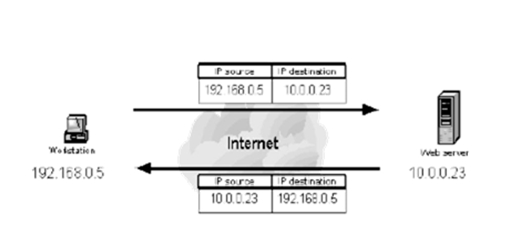 IP source IP destination
192.168.0.5 10.0.0.23
Internet
Workstation
192.168.0.5
Web server
10.0.0.23
IP source IP destination
10.0.0.23 192.168.0.5